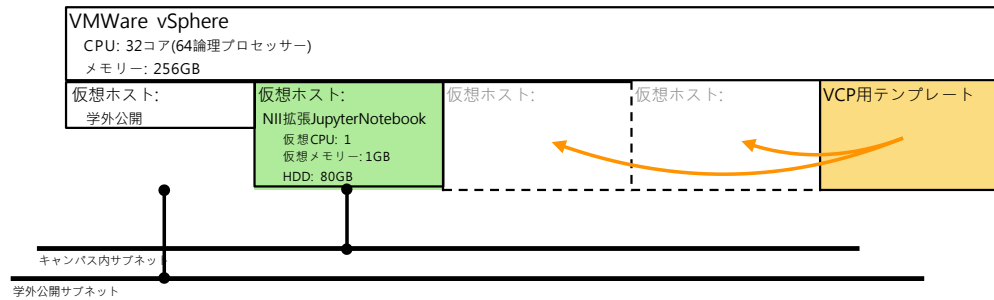 VMWare vSphere
CPU: 32コア(64論理プロセッサー)
メモリー: 256GB
仮想ホスト:
学外公開
仮想ホスト:
NII拡張JupyterNotebook
仮想CPU: 1
仮想メモリー: 1GB
HDD: 80GB
仮想ホスト:
仮想ホスト:
VCP用テンプレート
キャンパス内サブネット
学外公開サブネット